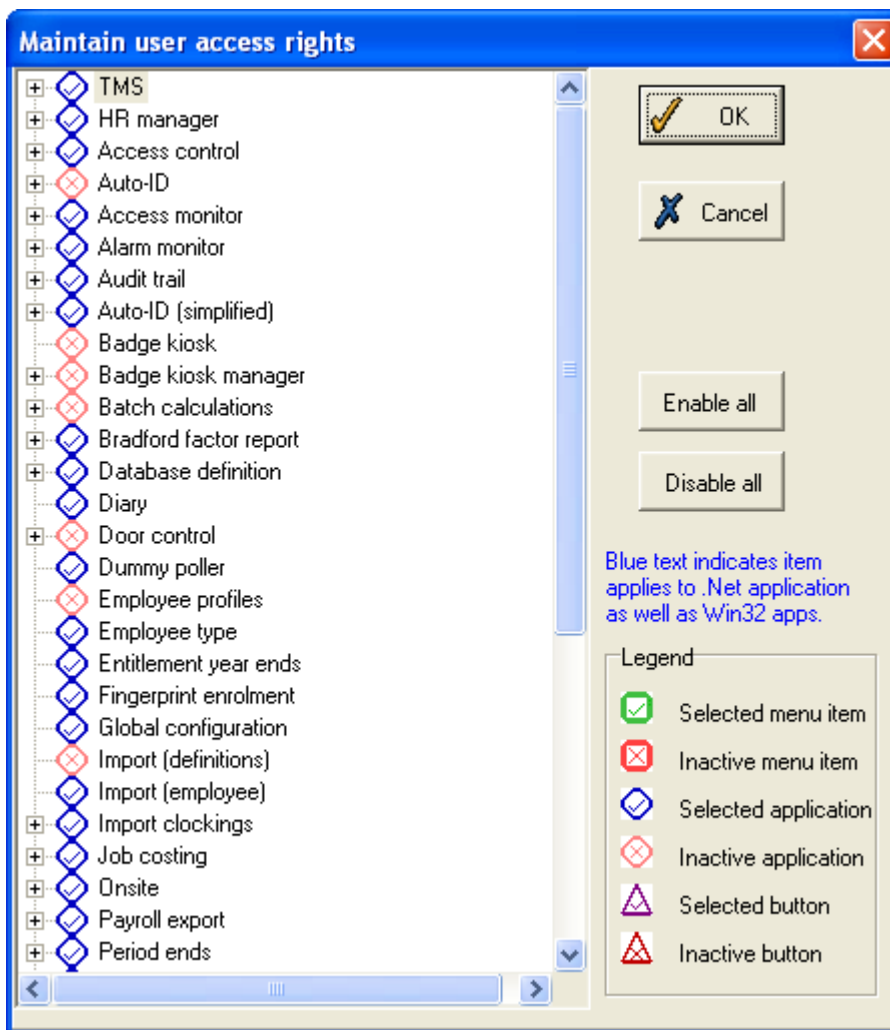 Maintain user access rights
TMS
HR manager
Access control
Auto-ID
Access monitor
Alarm monitor
Audit trail
Auto-ID (simplified)
Badge kiosk
Badge kiosk manager
Batch calculations
Bradford factor report
Database definition
Diary
Door control
Dummy poller
Employee profiles
Employee type
Entitlement year ends
Fingerprint enrolment
Global configuration
Import (definitions)
Import (employee)
Import clockings
Job costing
Onsite
Payroll export
Period ends
OK
Cancel
Enable all
Disable all
Blue text indicates item
applies to .Net application
as well as Win32 apps.
Legend
Selected menu item
Inactive menu item
Selected application
Inactive application
Selected button
Inactive button